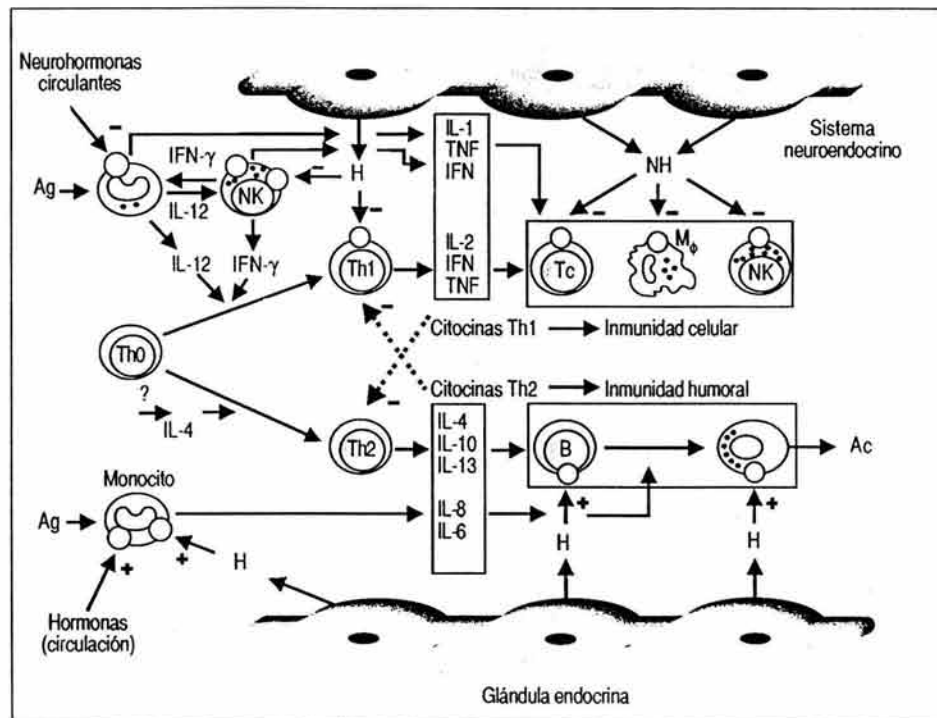 Neurohormonas
circulantes
Sistema
neuroendocrino
-
IFN-γ
Ag
IL-12
NK
-
H
IL-1
TNF
IFN
NH
-
-
-
-
IL-12
IFN-γ
Th1
IL-2
IFN
TNF
Tc
Mϕ
NK
-
Citocinas Th1
Inmunidad celular
Th0
?
IL-4
Citocinas Th2
Inmunidad humoral
-
Th2
IL-4
IL-10
IL-13
B
Ac
Monocito
Ag
IL-8
IL-6
+
+
+
+
H
H
H
Hormonas
(circulación)
Glándula endocrina